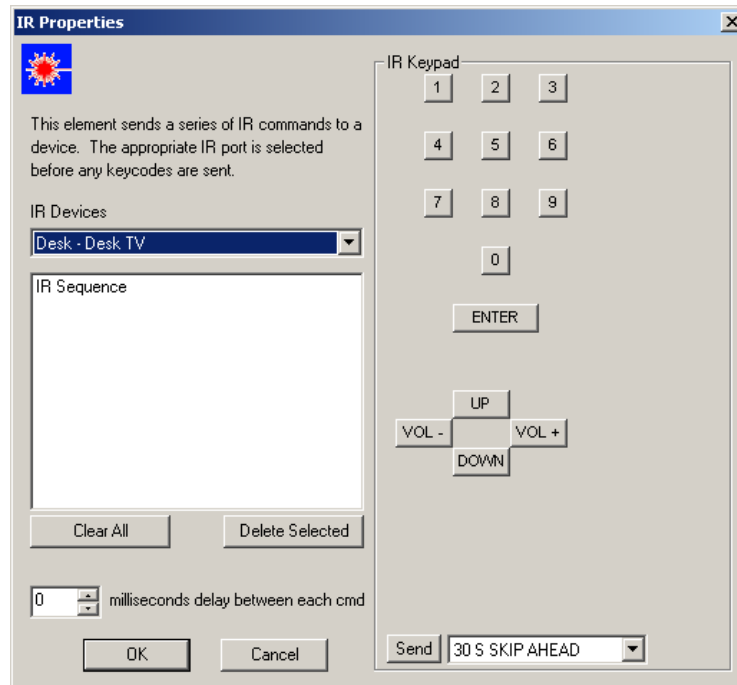 IR Properties
This element sends a series of IR commands to a
device. The appropriate IR port is selected
before any keycodes are sent.
IR Devices
Desk - Desk TV
IR Sequence
Clear All
Delete Selected
0 milliseconds delay between each cmd
OK
Cancel
IR Keypad
1 2 3
4 5 6
7 8 9
0
ENTER
UP
VOL - VOL +
DOWN
Send 30 S SKIP AHEAD